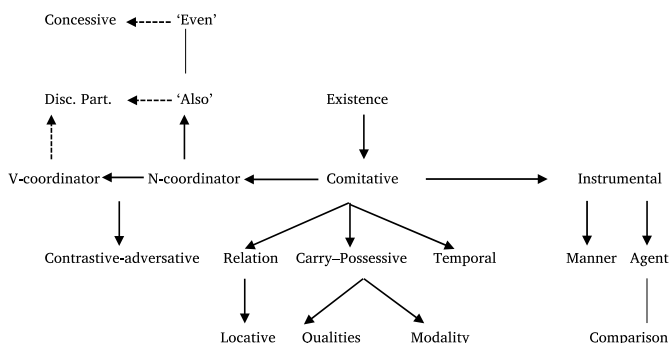 Concessive ‘Even’
Disc. Part. ‘Also’ Existence
V-coordinator N-coordinator Comitative Instrumental
Contrastive-adversative Relation Carry–Possessive Temporal Manner Agent
Locative Qualities Modality Comparison